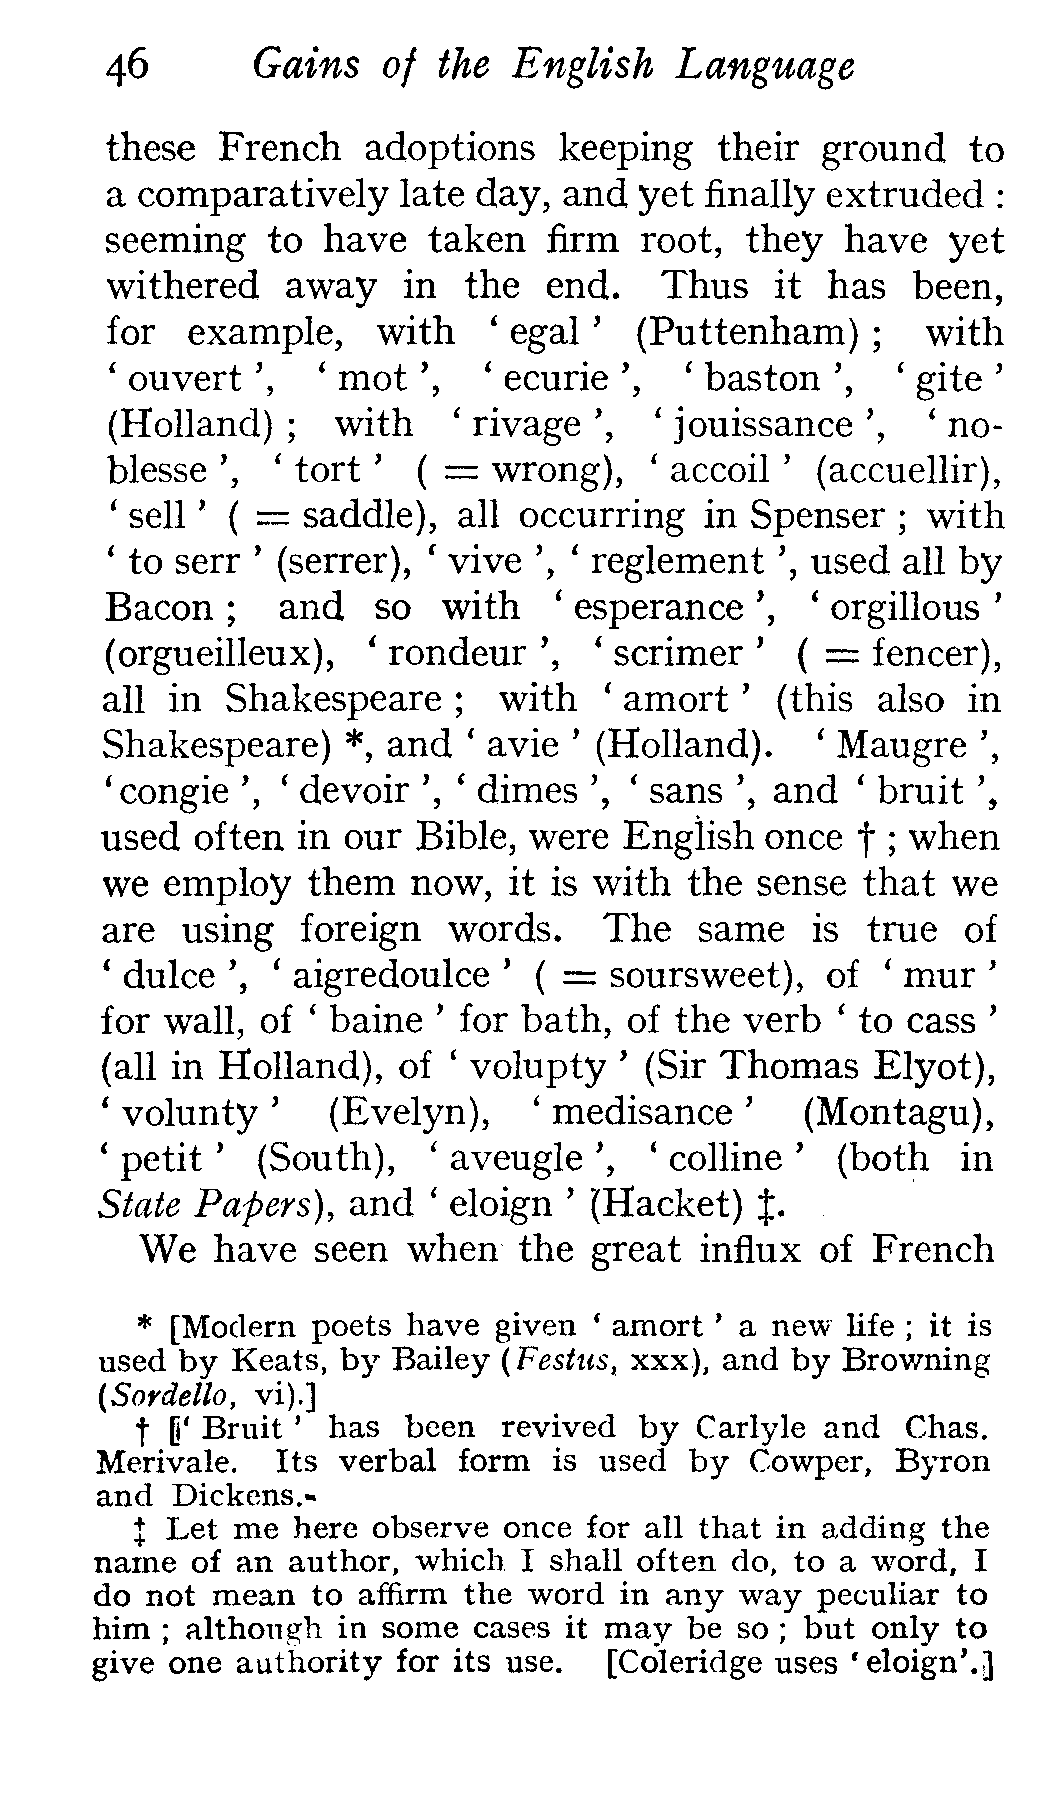 46 Gains of the English Language
these French adoptions keeping their ground to
a comparatively late day, and yet finally extruded :
seeming to have taken firm root, they have yet
withered away in the end. Thus it has been,
for example, with ‘ egal ’ (Puttenham) ; with
‘ ouvert ’, ‘ mot ’, ‘ ecurie ’, ‘ baston ’, ‘ gite ’
(Holland) ; with ‘ rivage ’, ‘ jouissance ’, ‘ no-
blesse ’, ‘ tort ’ ( = wrong), ‘ accoil ’ (accuellir),
‘ sell ’ ( = saddle), all occurring in Spenser ; with
‘ to serr ’ (serrer), ‘ vive ’, ‘ reglement ’, used all by
Bacon ; and so with ‘ esperance ’, ‘ orgillous ’
(orgueilleux), ‘ rondeur ’, ‘ scrimer ’ ( = fencer),
all in Shakespeare ; with ‘ amort ’ (this also in
Shakespeare) *, and ‘ avie ’ (Holland). ‘ Maugre ’,
‘ congie ’, ‘ devoir ’, ‘ dimes ’, ‘ sans ’, and ‘ bruit ’,
used often in our Bible, were English once † ; when
we employ them now, it is with the sense that we
are using foreign words. The same is true of
‘ dulce ’, ‘ aigredoulce ’ ( = soursweet), of ‘ mur ’
for wall, of ‘ baine ’ for bath, of the verb ‘ to cass ’
(all in Holland), of ‘ volupty ’ (Sir Thomas Elyot),
‘ volunty ’ (Evelyn), ‘ medisance ’ (Montagu),
‘ petit ’ (South), ‘ aveugle ’, ‘ colline ’ (both in
State Papers), and ‘ eloign ’ (Hacket) ‡.
We have seen when the great influx of French
* [Modern poets have given ‘ amort ’ a new life ; it is
used by Keats, by Bailey (Festus, xxx), and by Browning
(Sordello, vi).]
† [‘ Bruit ’ has been revived by Carlyle and Chas.
Merivale. Its verbal form is used by Cowper, Byron
and Dickens.-
‡ Let me here observe once for all that in adding the
name of an author, which I shall often do, to a word, I
do not mean to affirm the word in any way peculiar to
him ; although in some cases it may be so ; but only to
give one authority for its use. [Coleridge uses ‘ eloign’.]